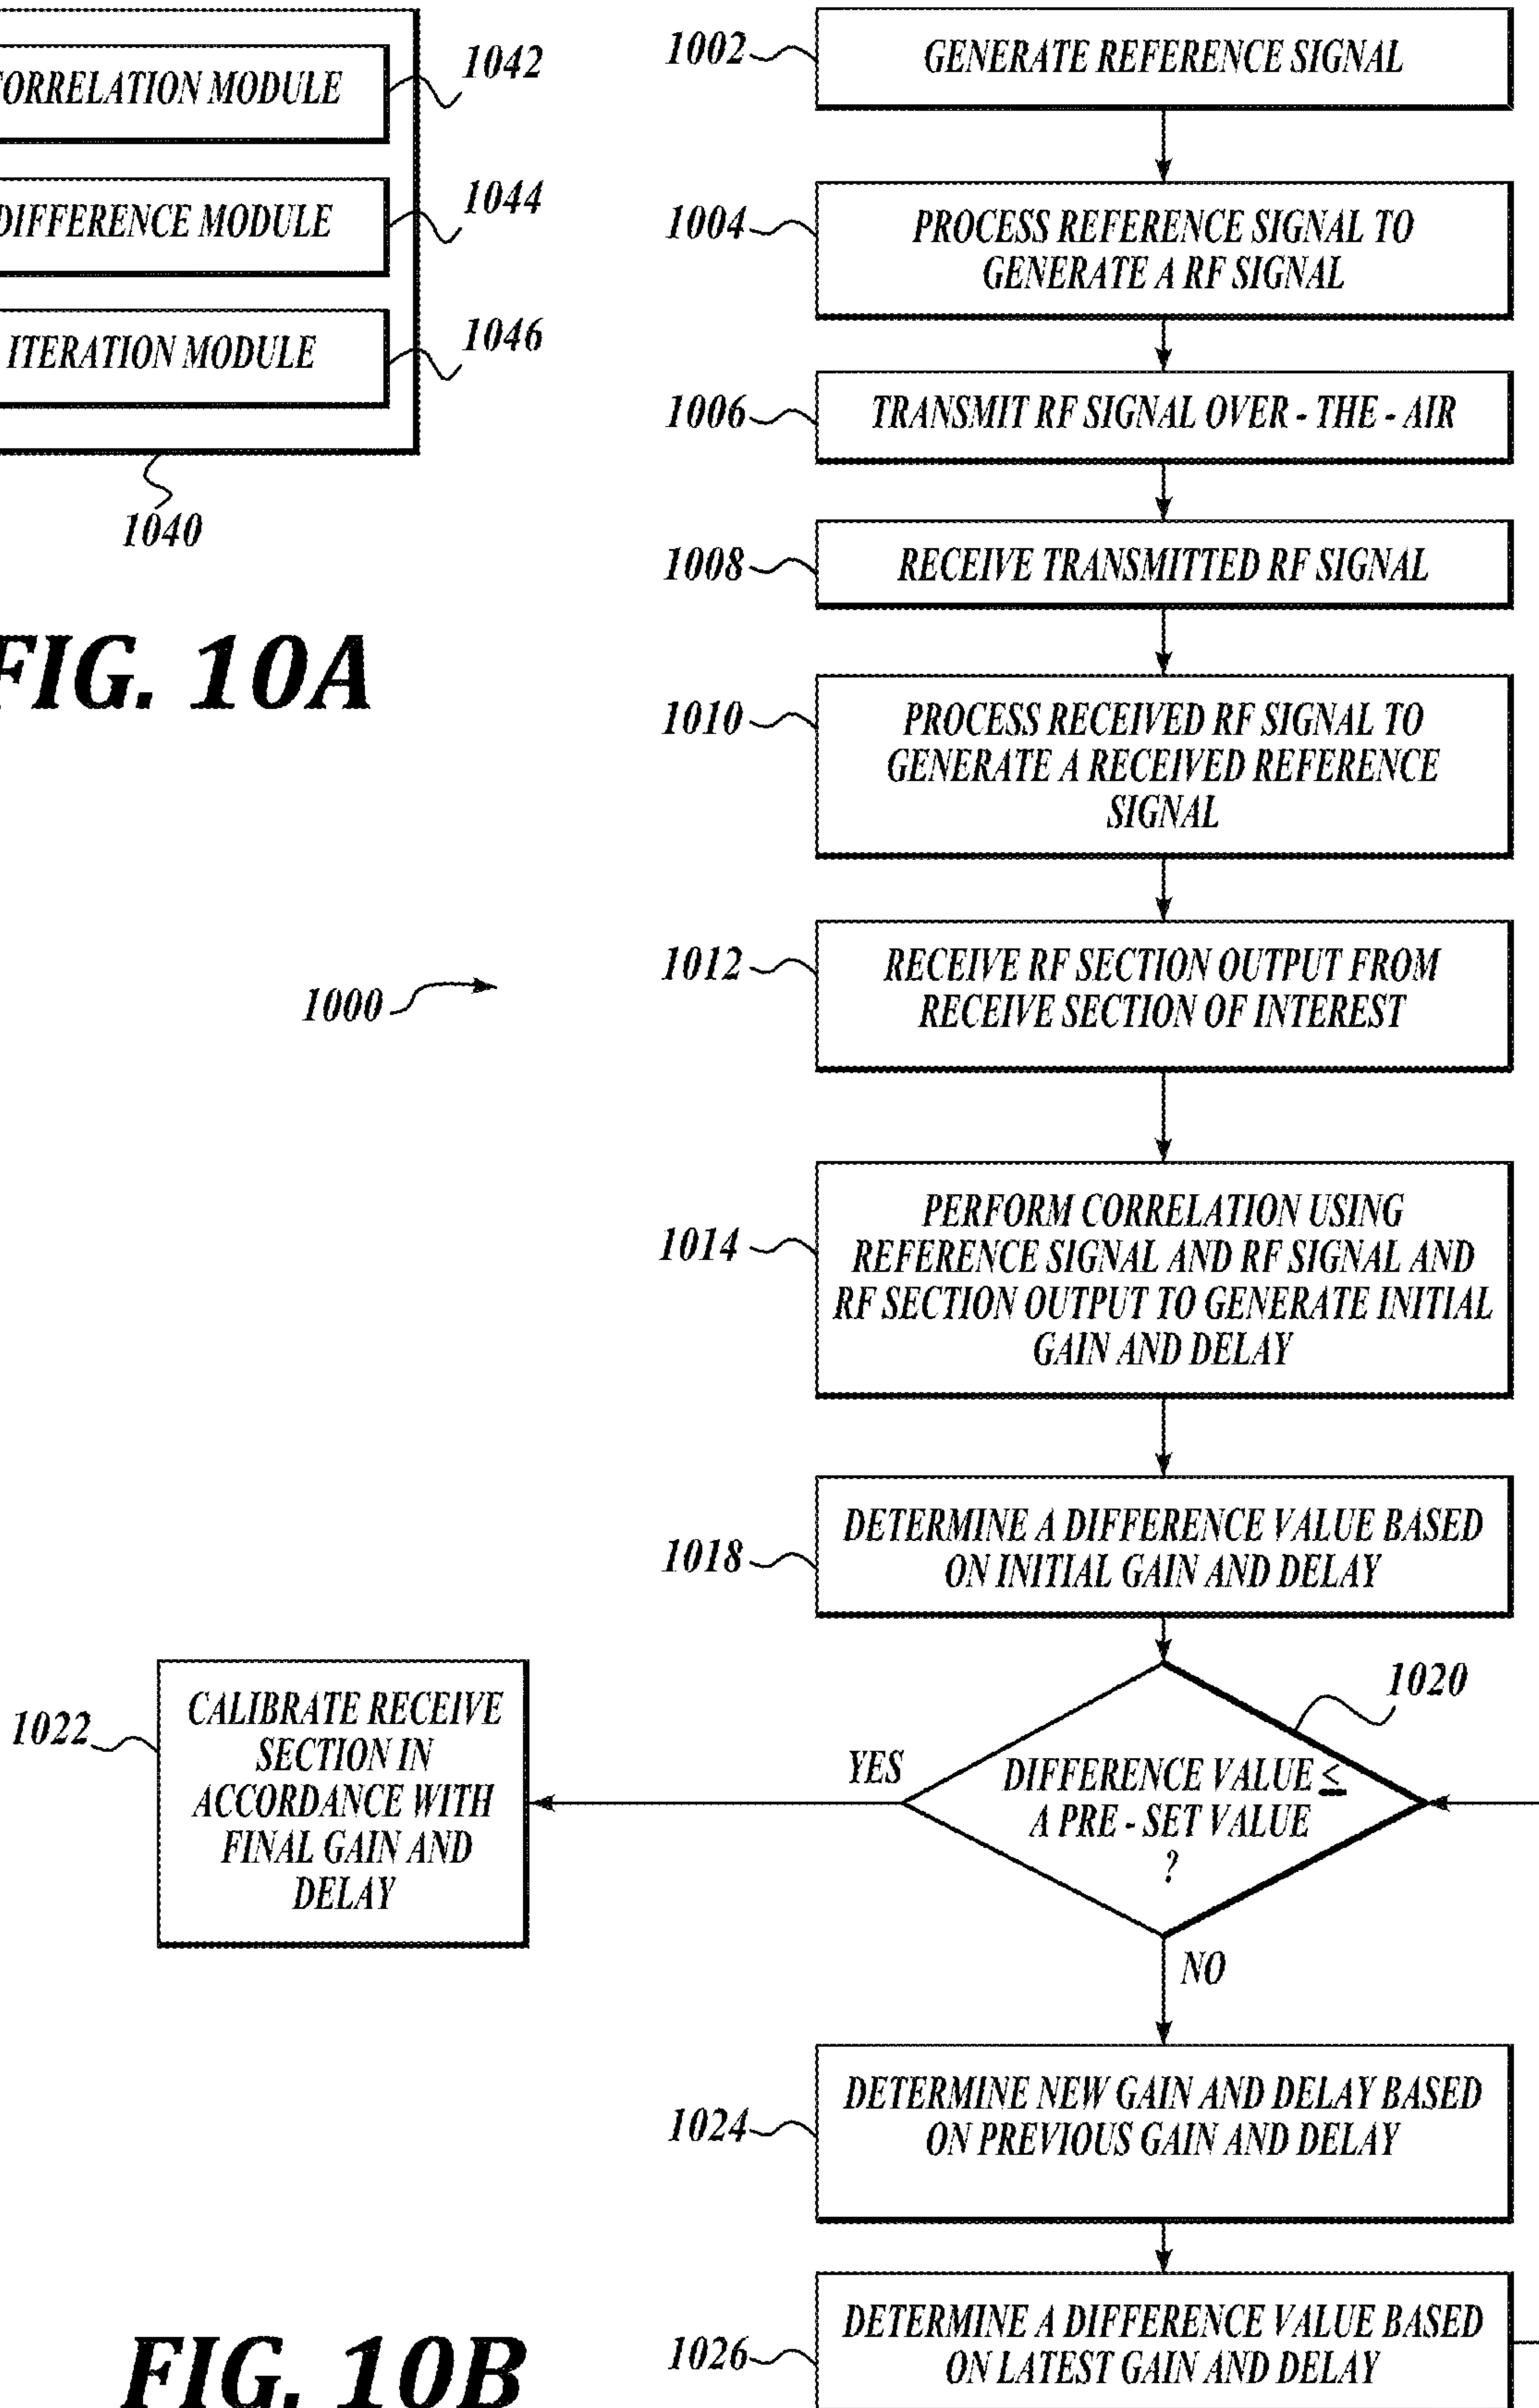 ORRELATION MODULE
1042
DIFFERENCE MODULE
1044
ITERATION MODULE
1046
1040
FIG. 10A
1002
GENERATE REFERENCE SIGNAL
1004
PROCESS REFERENCE SIGNAL TO
GENERATE A RF SIGNAL
1006
TRANSMIT RF SIGNAL OVER - THE - AIR
1008
RECEIVE TRANSMITTED RF SIGNAL
1010
PROCESS RECEIVED RF SIGNAL TO
GENERATE A RECEIVED REFERENCE
SIGNAL
1000
1012
RECEIVE RF SECTION OUTPUT FROM
RECEIVE SECTION OF INTEREST
1014
PERFORM CORRELATION USING
REFERENCE SIGNAL AND RF SIGNAL AND
RF SECTION OUTPUT TO GENERATE INITIAL
GAIN AND DELAY
1018
DETERMINE A DIFFERENCE VALUE BASED
ON INITIAL GAIN AND DELAY
1020
DIFFERENCE VALUE ≤
A PRE - SET VALUE
?
YES
1022
CALIBRATE RECEIVE
SECTION IN
ACCORDANCE WITH
FINAL GAIN AND
DELAY
NO
1024
DETERMINE NEW GAIN AND DELAY BASED
ON PREVIOUS GAIN AND DELAY
1026
DETERMINE A DIFFERENCE VALUE BASED
ON LATEST GAIN AND DELAY
FIG. 10B